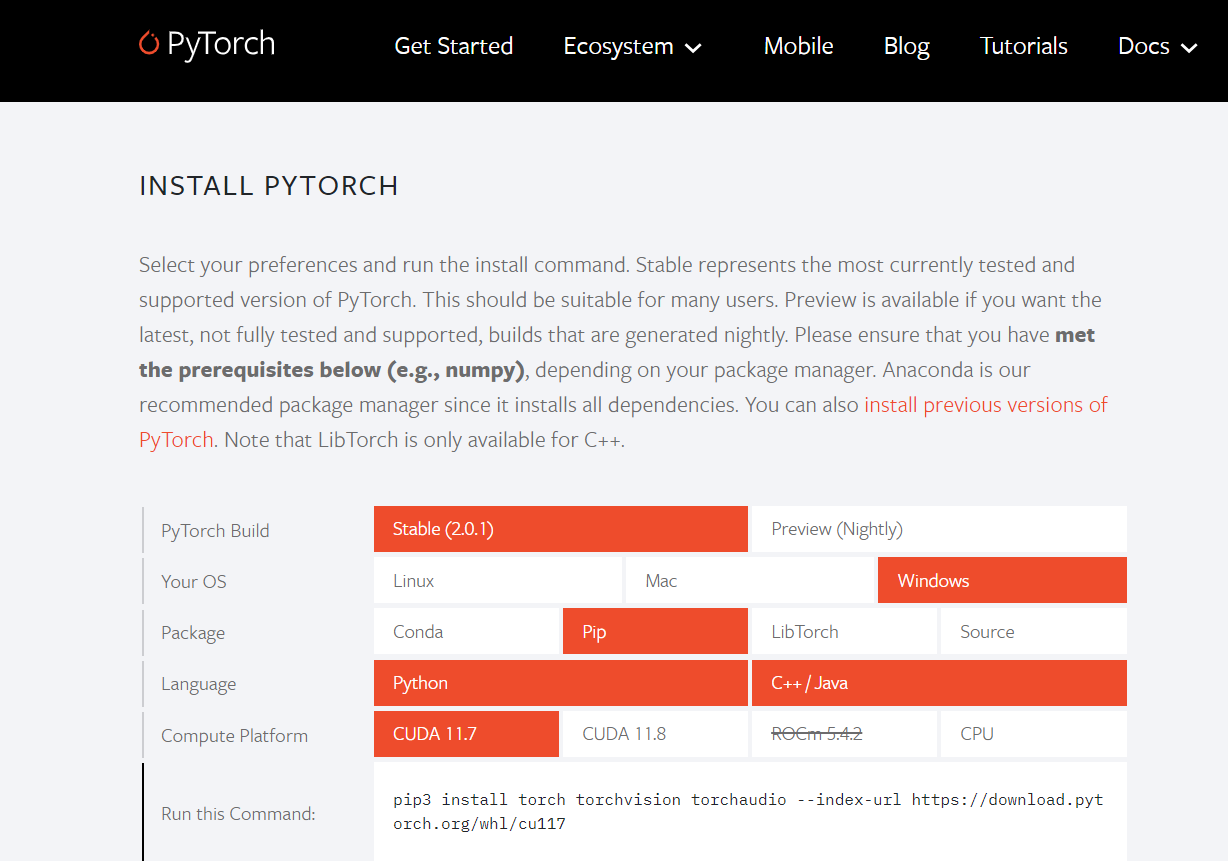 PyTorch
Get Started
Ecosystem
Mobile
Blog
Tutorials
Docs
INSTALL PYTORCH
Select your preferences and run the install command. Stable represents the most currently tested and
supported version of PyTorch. This should be suitable for many users. Preview is available if you want the
latest, not fully tested and supported, builds that are generated nightly. Please ensure that you have met
the prerequisites below (e.g., numpy), depending on your package manager. Anaconda is our
recommended package manager since it installs all dependencies. You can also install previous versions of
PyTorch. Note that LibTorch is only available for C++.
PyTorch Build
Stable (2.0.1)
Preview (Nightly)
Your OS
Linux
Mac
Windows
Package
Conda
Pip
LibTorch
Source
Language
Python
C++ / Java
Compute Platform
CUDA 11.7
CUDA 11.8
ROCm 5.4.2
CPU
Run this Command:
pip3 install torch torchvision torchaudio --index-url https://download.pyt
orch.org/whl/cu117